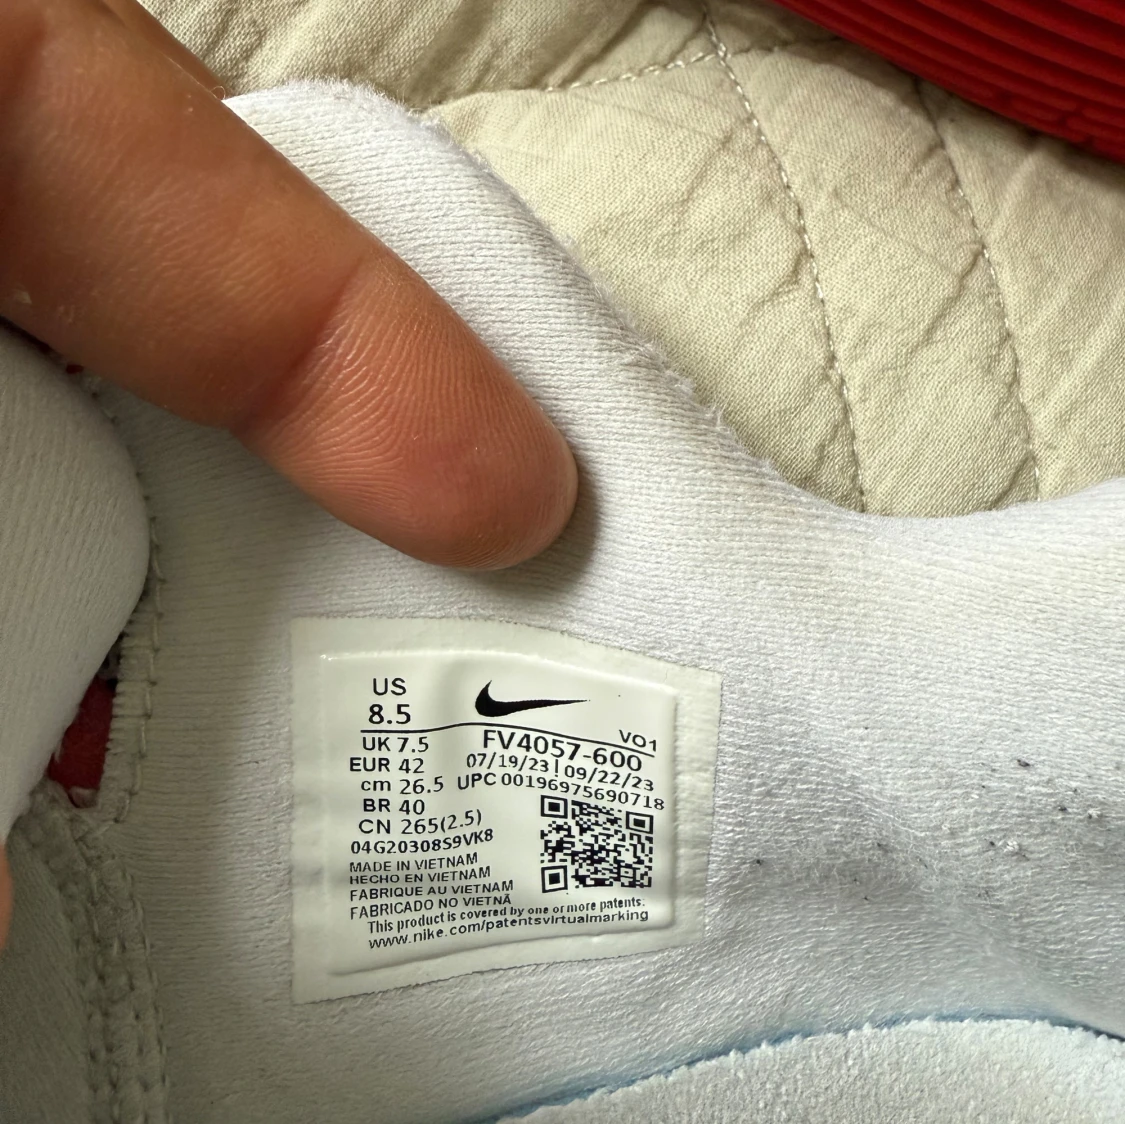 US
8.5
VO1
UK 7.5
FV4057-600
EUR 42
07/19/23 | 09/22/23
cm 26.5
UPC 00196975690718
BR 40
CN 265(2.5)
04G20308S9VK8
MADE IN VIETNAM
HECHO EN VIETNAM
FABRIQUE AU VIETNAM
FABRICADO NO VIETNÃ
This product is covered by one or more patents.
www.nike.com/patentsvirtualmarking